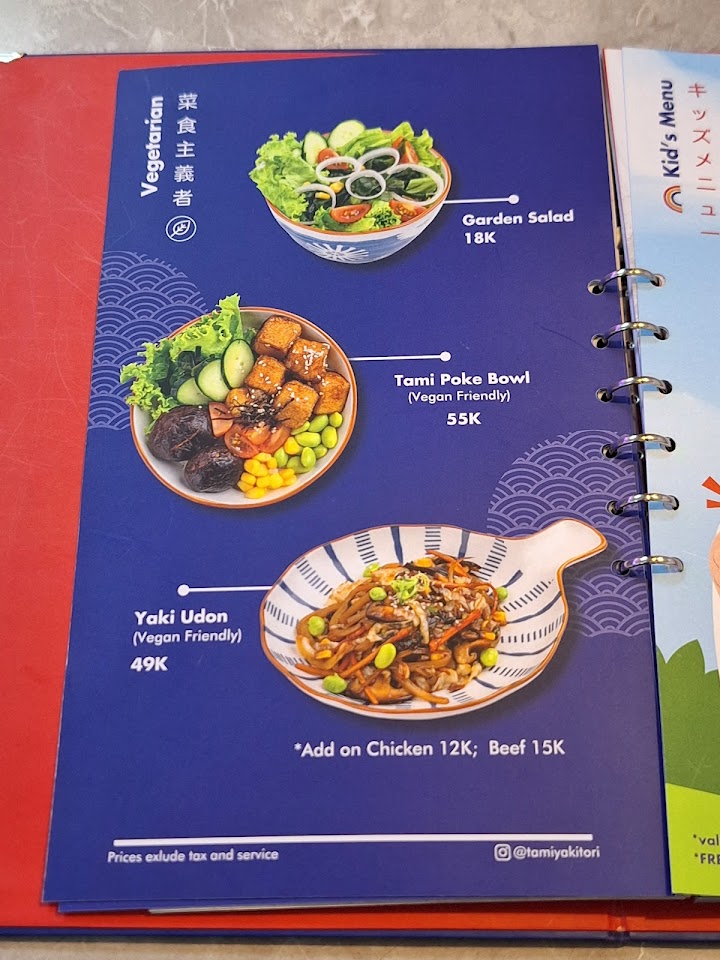 Vegetarian
菜食主義者
Garden Salad
18K
Tami Poke Bowl
(Vegan Friendly)
55K
Yaki Udon
(Vegan Friendly)
49K
*Add on Chicken 12K; Beef 15K
Prices exlude tax and service
@tamiyakitori
Kid's Menu
キッズメニュー